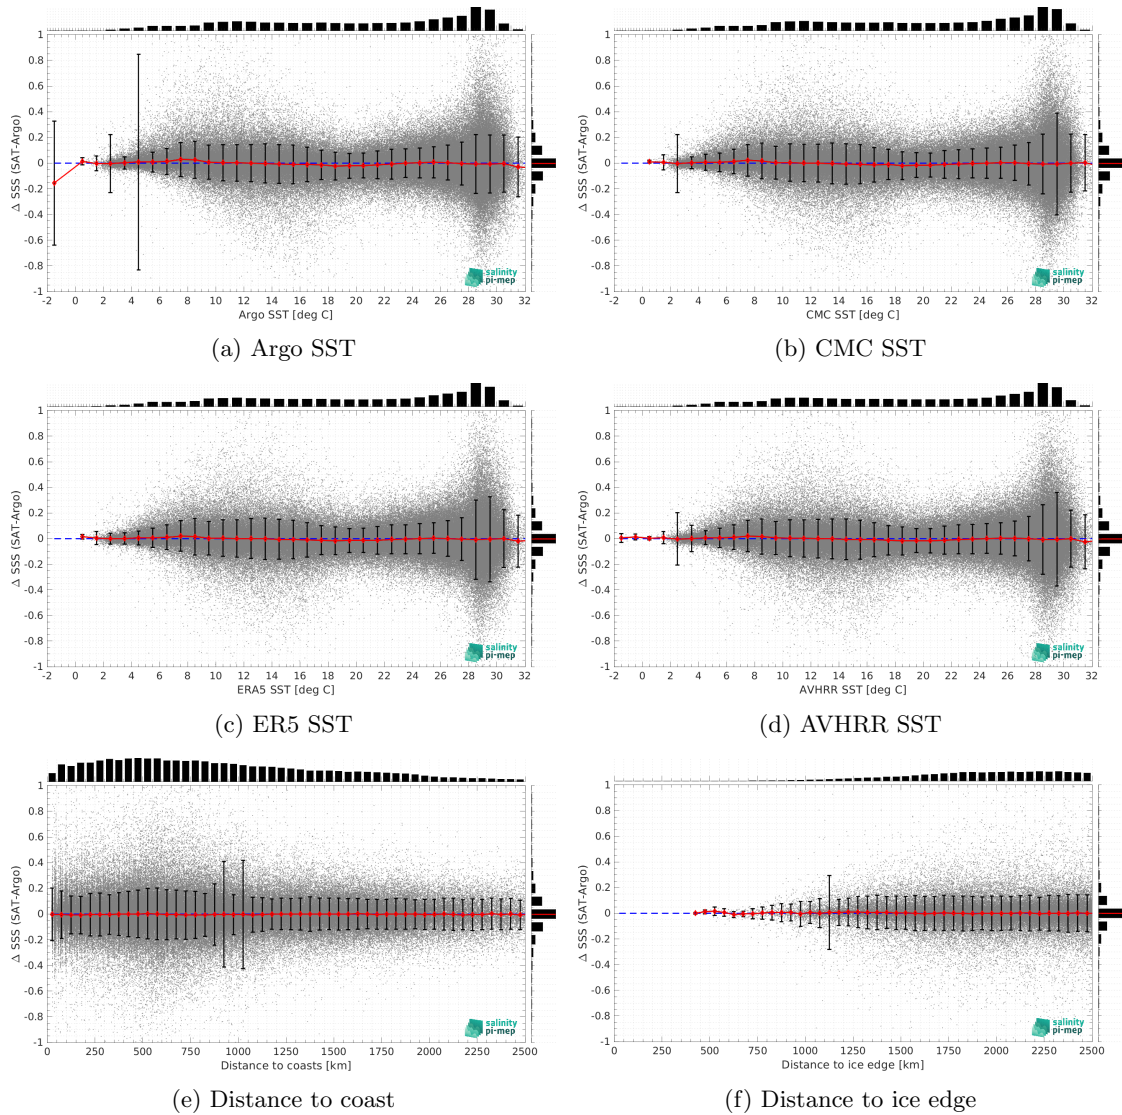 1
0.8
0.6
0.4
0.2
0
-0.2
-0.4
-0.6
-0.8
-1
Δ SSS (SAT-Argo)
salinity
pi-mep
-2 0 2 4 6 8 10 12 14 16 18 20 22 24 26 28 30 32
Argo SST [deg C]
(a) Argo SST
1
0.8
0.6
0.4
0.2
0
-0.2
-0.4
-0.6
-0.8
-1
Δ SSS (SAT-Argo)
salinity
pi-mep
-2 0 2 4 6 8 10 12 14 16 18 20 22 24 26 28 30 32
CMC SST [deg C]
(b) CMC SST
1
0.8
0.6
0.4
0.2
0
-0.2
-0.4
-0.6
-0.8
-1
Δ SSS (SAT-Argo)
salinity
pi-mep
-2 0 2 4 6 8 10 12 14 16 18 20 22 24 26 28 30 32
ERA5 SST [deg C]
(c) ER5 SST
1
0.8
0.6
0.4
0.2
0
-0.2
-0.4
-0.6
-0.8
-1
Δ SSS (SAT-Argo)
salinity
pi-mep
-2 0 2 4 6 8 10 12 14 16 18 20 22 24 26 28 30 32
AVHRR SST [deg C]
(d) AVHRR SST
1
0.8
0.6
0.4
0.2
0
-0.2
-0.4
-0.6
-0.8
-1
Δ SSS (SAT-Argo)
salinity
pi-mep
0 250 500 750 1000 1250 1500 1750 2000 2250 2500
Distance to coasts [km]
(e) Distance to coast
1
0.8
0.6
0.4
0.2
0
-0.2
-0.4
-0.6
-0.8
-1
Δ SSS (SAT-Argo)
salinity
pi-mep
0 250 500 750 1000 1250 1500 1750 2000 2250 2500
Distance to ice edge [km]
(f) Distance to ice edge